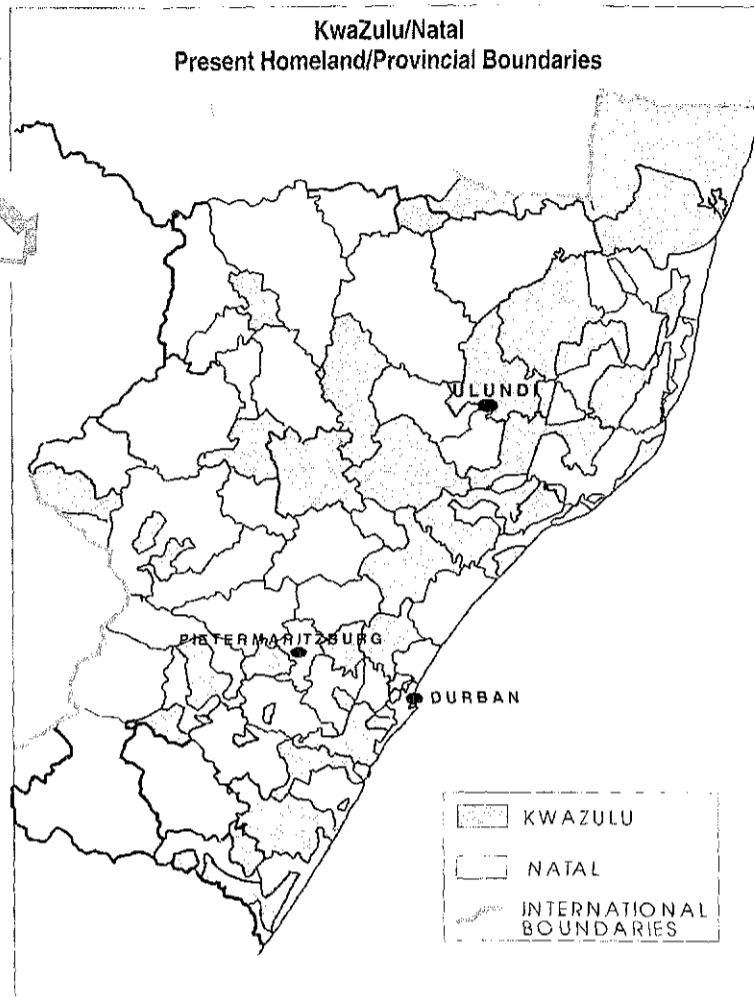 KwaZulu/Natal
Present Homeland/Provincial Boundaries
ULUNDI
PIETERMARITZBURG
DURBAN
KWAZULU
NATAL
INTERNATIONAL
BOUNDARIES